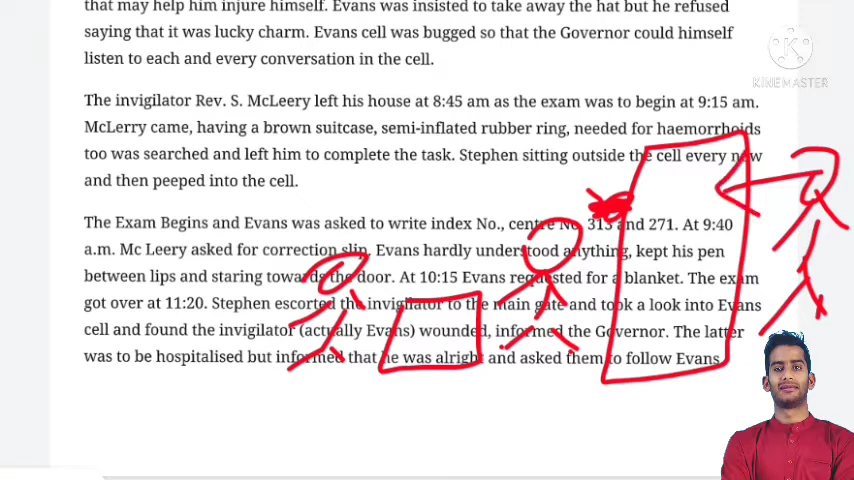 that may help him injure himself. Evans was insisted to take away the hat but he refused
saying that it was lucky charm. Evans cell was bugged so that the Governor could himself
listen to each and every conversation in the cell.
The invigilator Rev. S. McLeery left his house at 8:45 am as the exam was to begin at 9:15 am.
McLerry came, having a brown suitcase, semi-inflated rubber ring, needed for haemorrhoids
too was searched and left him to complete the task. Stephen sitting outside the cell every now
and then peeped into the cell.
The Exam Begins and Evans was asked to write index No., centre No. 313 and 271. At 9:40
a.m. Mc Leery asked for correction slip. Evans hardly understood anything, kept his pen
between lips and staring towards the door. At 10:15 Evans requested for a blanket. The exam
got over at 11:20. Stephen escorted the invigilator to the main gate and took a look into Evans
cell and found the invigilator (actually Evans) wounded, informed the Governor. The latter
was to be hospitalised but informed that he was alright and asked them to follow Evans.
KINEMASTER